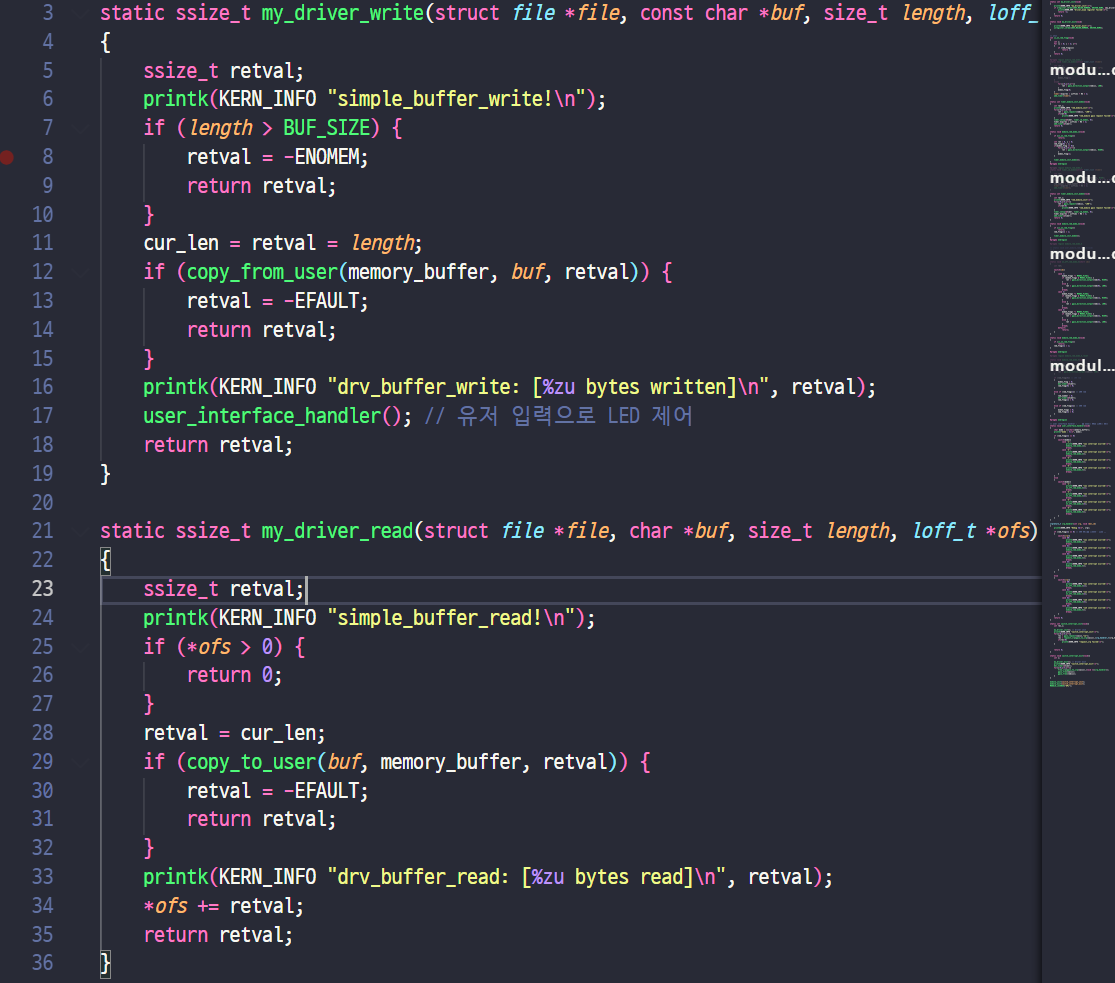 3 static ssize_t my_driver_write(struct file *file, const char *buf, size_t length, loff_
4 {
5 ssize_t retval;
6 printk(KERN_INFO "simple_buffer_write!\n");
7 if (length > BUF_SIZE) {
8 retval = -ENOMEM;
9 return retval;
10 }
11 cur_len = retval = length;
12 if (copy_from_user(memory_buffer, buf, retval)) {
13 retval = -EFAULT;
14 return retval;
15 }
16 printk(KERN_INFO "drv_buffer_write: [%zu bytes written]\n", retval);
17 user_interface_handler(); // 유저 입력으로 LED 제어
18 return retval;
19 }
20
21 static ssize_t my_driver_read(struct file *file, char *buf, size_t length, loff_t *ofs)
22 {
23 ssize_t retval;
24 printk(KERN_INFO "simple_buffer_read!\n");
25 if (*ofs > 0) {
26 return 0;
27 }
28 retval = cur_len;
29 if (copy_to_user(buf, memory_buffer, retval)) {
30 retval = -EFAULT;
31 return retval;
32 }
33 printk(KERN_INFO "drv_buffer_read: [%zu bytes read]\n", retval);
34 *ofs += retval;
35 return retval;
36 }
modu...
modu...
modu...
modul...